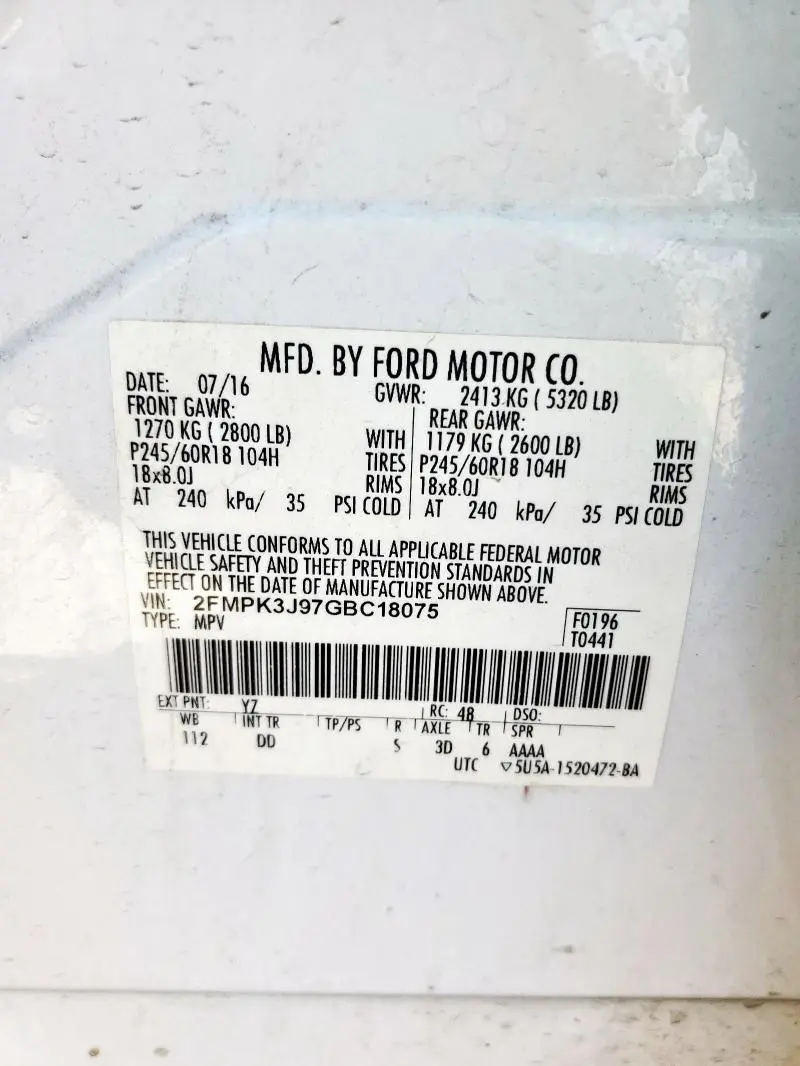 MFD. BY FORD MOTOR CO.
DATE: 07/16 GVWR: 2413 KG ( 5320 LB)
FRONT GAWR: REAR GAWR:
1270 KG ( 2800 LB) WITH 1179 KG ( 2600 LB) WITH
P245/60R18 104H TIRES P245/60R18 104H TIRES
18x8.0J RIMS 18x8.0J RIMS
AT 240 kPa/ 35 PSI COLD AT 240 kPa/ 35 PSI COLD
THIS VEHICLE CONFORMS TO ALL APPLICABLE FEDERAL MOTOR
VEHICLE SAFETY AND THEFT PREVENTION STANDARDS IN
EFFECT ON THE DATE OF MANUFACTURE SHOWN ABOVE.
VIN: 2FMPK3J97GBC18075 F0196
TYPE: MPV T0441
EXT PNT: YZ RC: 48 DSO:
WB INT TR TP/PS R AXLE TR SPR
112 DD S 3D 6 AAAA
UTC ▽5U5A-1520472-BA